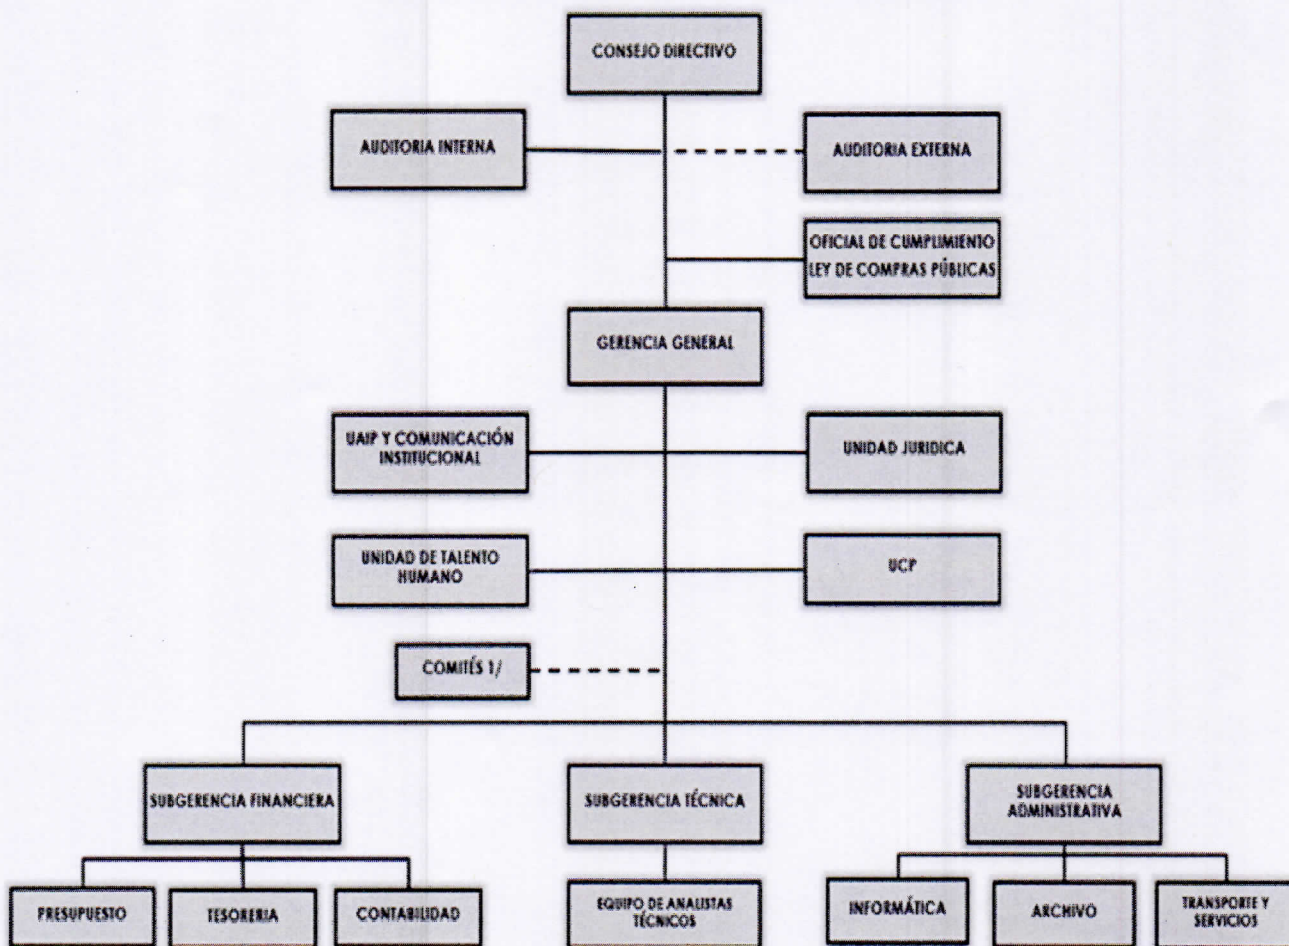 CONSEJO DIRECTIVO
AUDITORIA INTERNA
AUDITORIA EXTERNA
OFICIAL DE CUMPLIMIENTO
LEY DE COMPRAS PÚBLICAS
GERENCIA GENERAL
UAIP Y COMUNICACIÓN
INSTITUCIONAL
UNIDAD JURIDICA
UNIDAD DE TALENTO
HUMANO
UCP
COMITÉS 1/
SUBGERENCIA FINANCIERA
SUBGERENCIA TÉCNICA
SUBGERENCIA
ADMINISTRATIVA
PRESUPUESTO
TESORERIA
CONTABILIDAD
EQUIPO DE ANALISTAS
TÉCNICOS
INFORMÁTICA
ARCHIVO
TRANSPORTE Y
SERVICIOS